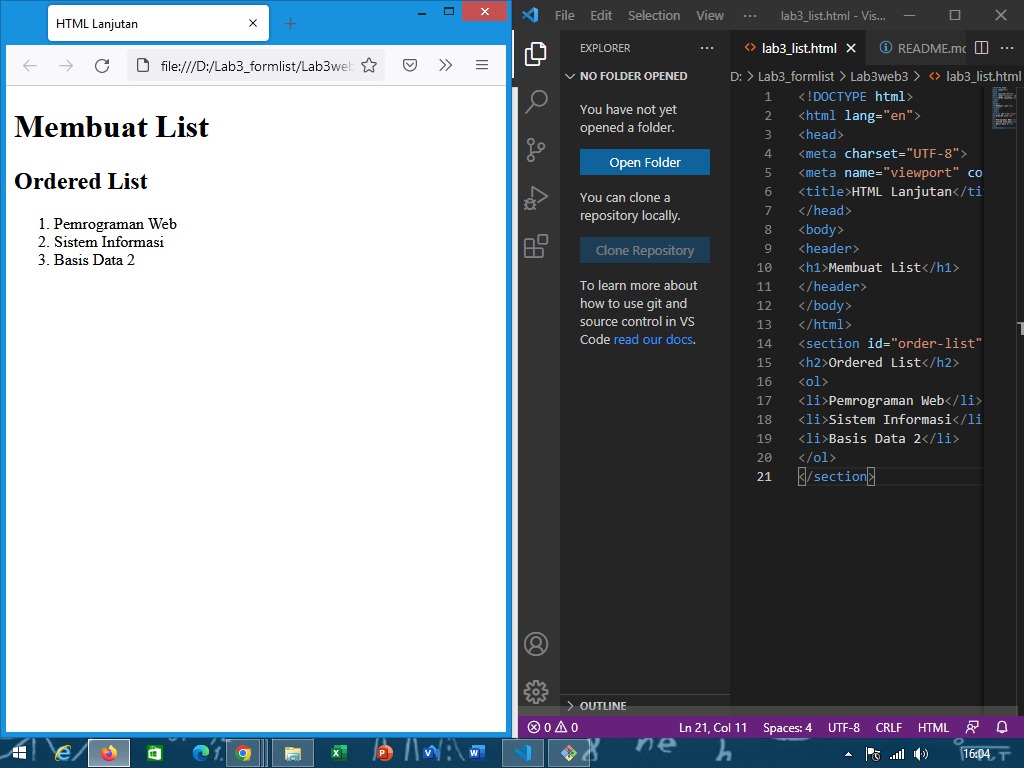 HTML Lanjutan
file:///D:/Lab3_formlist/Lab3web
Membuat List
Ordered List
1. Pemrograman Web
2. Sistem Informasi
3. Basis Data 2
File Edit Selection View ··· lab3_list.html - Vis...
EXPLORER ···
NO FOLDER OPENED
You have not yet
opened a folder.
Open Folder
You can clone a
repository locally.
Clone Repository
To learn more about
how to use git and
source control in VS
Code read our docs.
OUTLINE
lab3_list.html README.mc ···
D: > Lab3_formlist > Lab3web3 > lab3_list.html
1 <!DOCTYPE html>
2 <html lang="en">
3 <head>
4 <meta charset="UTF-8">
5 <meta name="viewport" co
6 <title>HTML Lanjutan</ti
7 </head>
8 <body>
9 <header>
10 <h1>Membuat List</h1>
11 </header>
12 </body>
13 </html>
14 <section id="order-list"
15 <h2>Ordered List</h2>
16 <ol>
17 <li>Pemrograman Web</li>
18 <li>Sistem Informasi</li
19 <li>Basis Data 2</li>
20 </ol>
21 </section>
0 0 Ln 21, Col 11 Spaces: 4 UTF-8 CRLF HTML
16:04